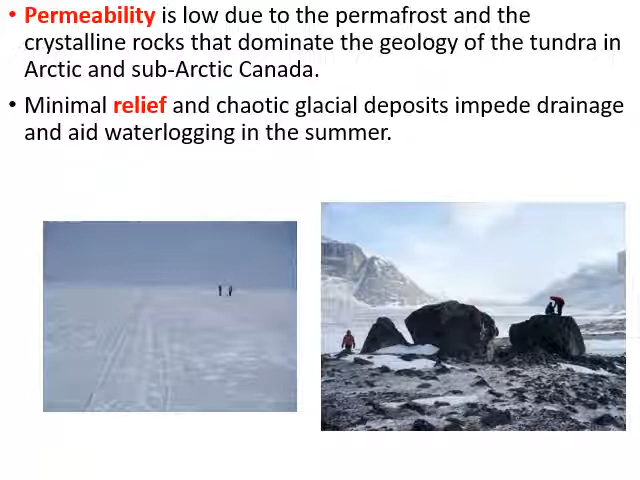 • Permeability is low due to the permafrost and the
crystalline rocks that dominate the geology of the tundra in
Arctic and sub-Arctic Canada.
• Minimal relief and chaotic glacial deposits impede drainage
and aid waterlogging in the summer.